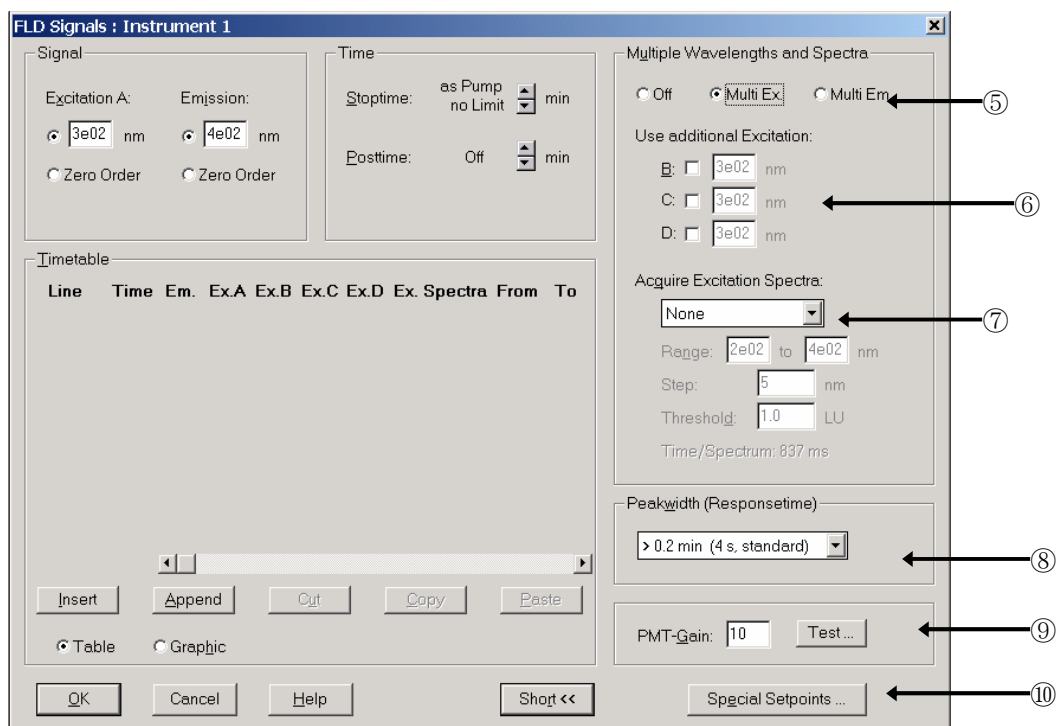 FLD Signals : Instrument 1
Signal
Excitation A: Emission:
3e02 nm 4e02 nm
Zero Order Zero Order
Time
Stoptime: as Pump no Limit min
Posttime: Off min
Multiple Wavelengths and Spectra
Off Multi Ex. Multi Em. ⑤
Use additional Excitation:
B: 3e02 nm
C: 3e02 nm ⑥
D: 3e02 nm
Acquire Excitation Spectra:
None ⑦
Range: 2e02 to 4e02 nm
Step: 5 nm
Threshold: 1.0 LU
Time/Spectrum: 837 ms
Timetable
Line Time Em. Ex.A Ex.B Ex.C Ex.D Ex. Spectra From To
Insert Append Cut Copy Paste
Table Graphic
Peakwidth (Responsetime)
> 0.2 min (4 s, standard) ⑧
PMT-Gain: 10 Test ... ⑨
OK Cancel Help Short << Special Setpoints ... ⑩